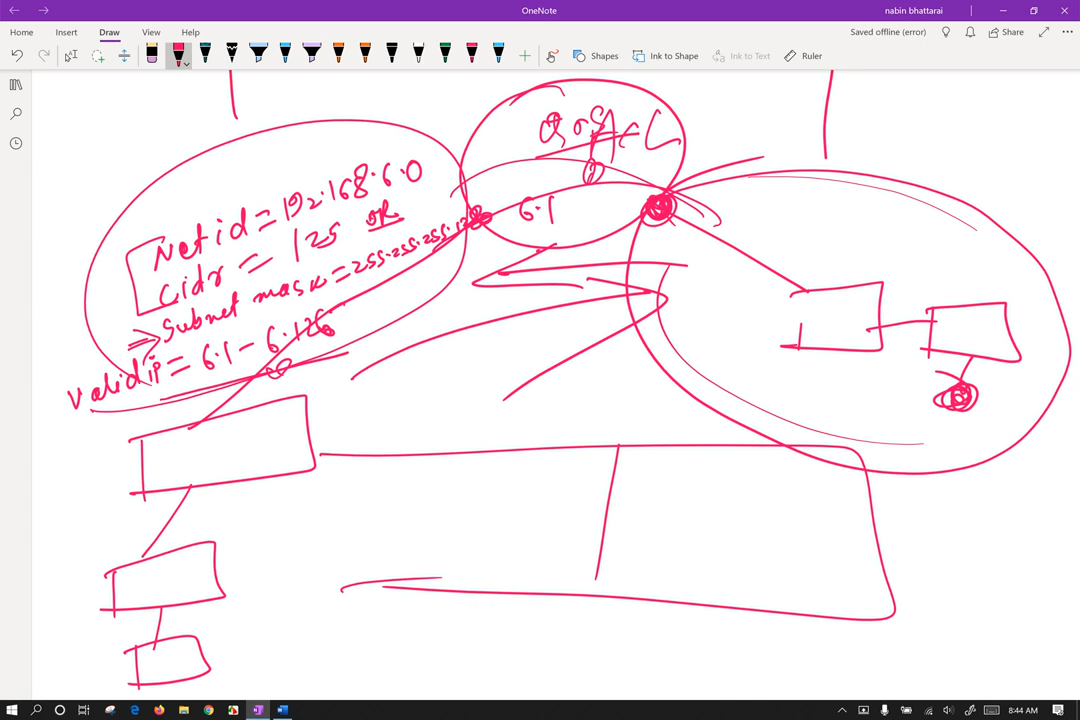 OneNote
nabin bhattarai
Home Insert Draw View Help
Saved offline (error)
Share
Shapes
Ink to Shape
Ink to Text
Ruler
Net id = 192.168.6.0
Cidr = 125 OR
Subnet mask = 255.255.255.128
Valid ip = 6.1 - 6.126
6.1
8:44 AM